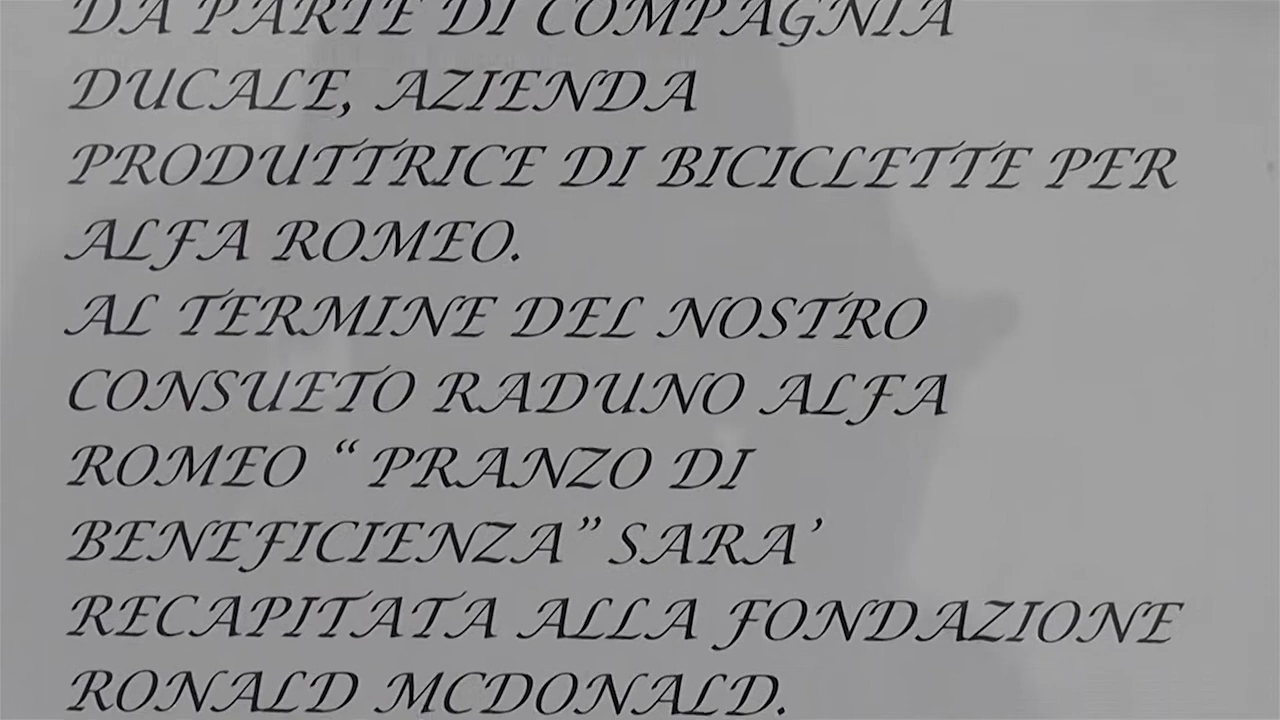 DA PARTE DI COMPAGNIA
DUCALE, AZIENDA
PRODUTTRICE DI BICICLETTE PER
ALFA ROMEO.
AL TERMINE DEL NOSTRO
CONSUETO RADUNO ALFA
ROMEO “ PRANZO DI
BENEFICIENZA” SARA’
RECAPITATA ALLA FONDAZIONE
RONALD MCDONALD.